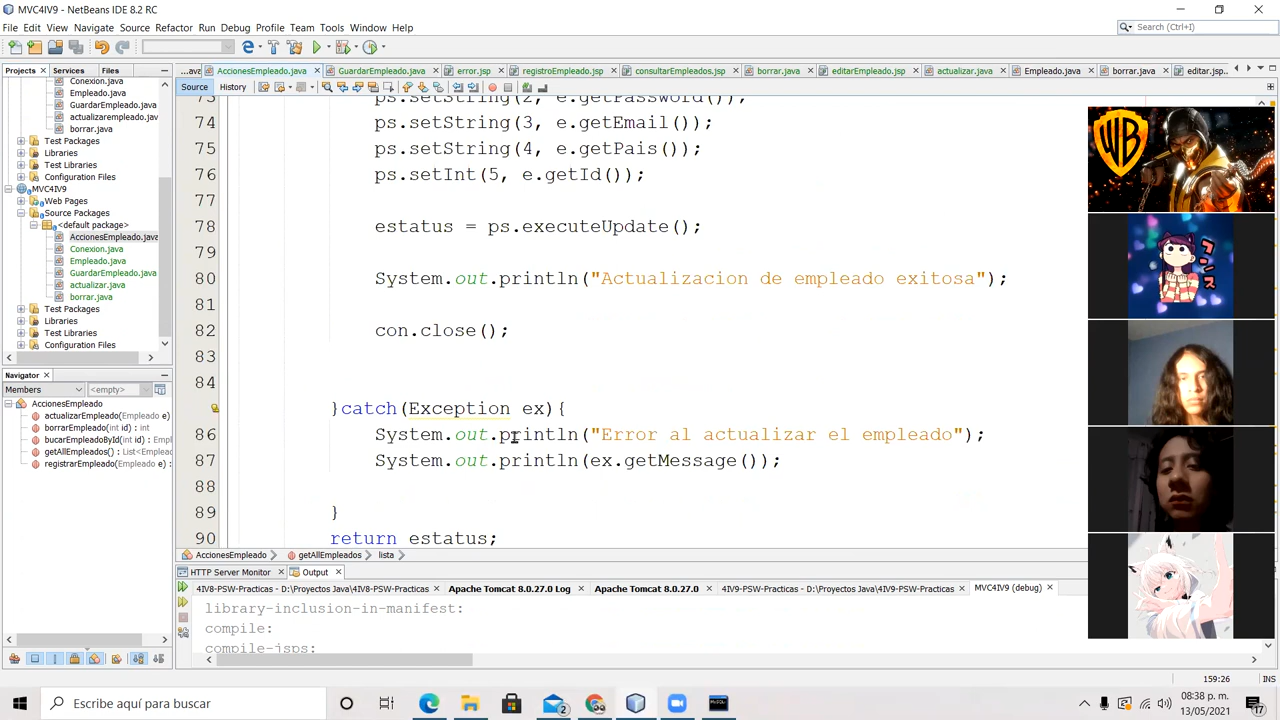 MVC4IV9 - NetBeans IDE 8.2 RC
File Edit View Navigate Source Refactor Run Debug Profile Team Tools Window Help
Search (Ctrl+I)
Projects Services Files
...ava AccionesEmpleado.java GuardarEmpleado.java error.jsp registroEmpleado.jsp consultarEmpleados.jsp borrar.java editarEmpleado.jsp actualizar.java Empleado.java borrar.java editar.jsp...
Source History
Conexion.java
Empleado.java
GuardarEmpleado.java
actualizarempleado.java
borrar.java
Test Packages
Libraries
Test Libraries
Configuration Files
MVC4IV9
Web Pages
Source Packages
<default package>
AccionesEmpleado.java
Conexion.java
Empleado.java
GuardarEmpleado.java
actualizar.java
borrar.java
Test Packages
Libraries
Test Libraries
Configuration Files
Navigator
Members <empty>
AccionesEmpleado
actualizarEmpleado(Empleado e)
borrarEmpleado(int id) : int
bucarEmpleadoById(int id) : E
getAllEmpleados() : List<Empl
registrarEmpleado(Empleado e)
73 ps.setString(2, e.getPassword());
74 ps.setString(3, e.getEmail());
75 ps.setString(4, e.getPais());
76 ps.setInt(5, e.getId());
77
78 estatus = ps.executeUpdate();
79
80 System.out.println("Actualizacion de empleado exitosa");
81
82 con.close();
83
84
}catch(Exception ex){
86 System.out.println("Error al actualizar el empleado");
87 System.out.println(ex.getMessage());
88
89 }
90 return estatus;
AccionesEmpleado getAllEmpleados lista
HTTP Server Monitor Output
4IV8-PSW-Practicas - D:\Proyectos Java\4IV8-PSW-Practicas Apache Tomcat 8.0.27.0 Log Apache Tomcat 8.0.27.0 4IV9-PSW-Practicas - D:\Proyectos Java\4IV9-PSW-Practicas MVC4IV9 (debug)
library-inclusion-in-manifest:
compile:
compile-jsps:
159:26 INS
WB
Escribe aquí para buscar
2
08:38 p. m.
13/05/2021
17